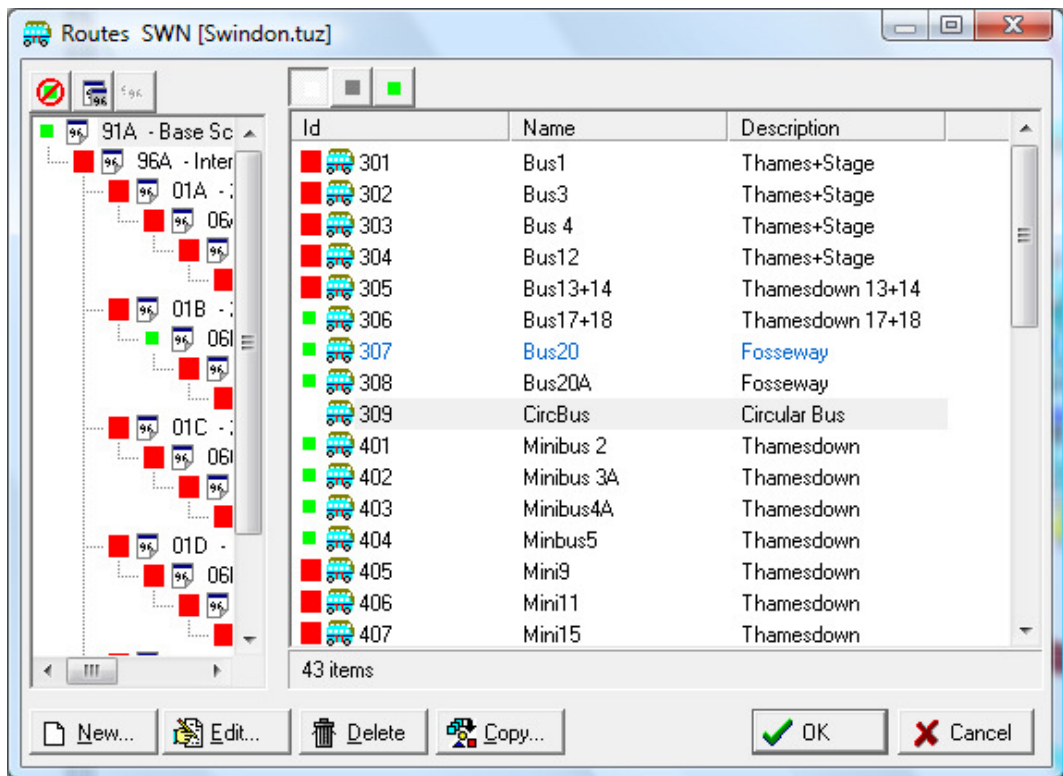 Routes SWN [Swindon.tuz]
91A - Base Sc
96A - Inter
01A -
06
01B -
06
01C -
06
01D -
06
Id Name Description
301 Bus1 Thames+Stage
302 Bus3 Thames+Stage
303 Bus 4 Thames+Stage
304 Bus12 Thames+Stage
305 Bus13+14 Thamesdown 13+14
306 Bus17+18 Thamesdown 17+18
307 Bus20 Fosseway
308 Bus20A Fosseway
309 CircBus Circular Bus
401 Minibus 2 Thamesdown
402 Minibus 3A Thamesdown
403 Minibus4A Thamesdown
404 Minbus5 Thamesdown
405 Mini9 Thamesdown
406 Mini11 Thamesdown
407 Mini15 Thamesdown
43 items
New... Edit... Delete Copy... OK Cancel